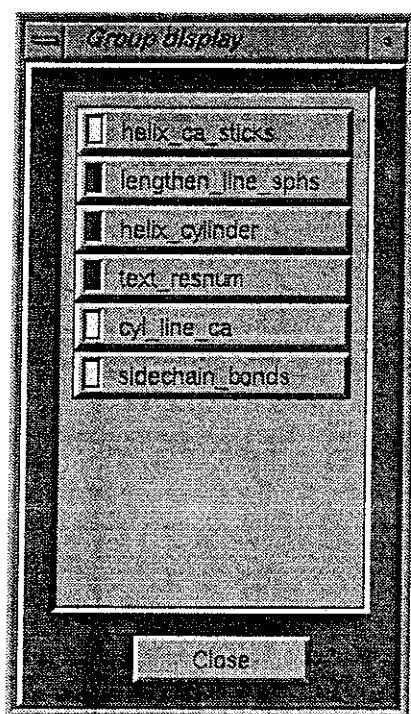 Group Display
helix_ca_sticks
lengthen_line_sphs
helix_cylinder
text_resnum
cyl_line_ca
sidechain_bonds
Close